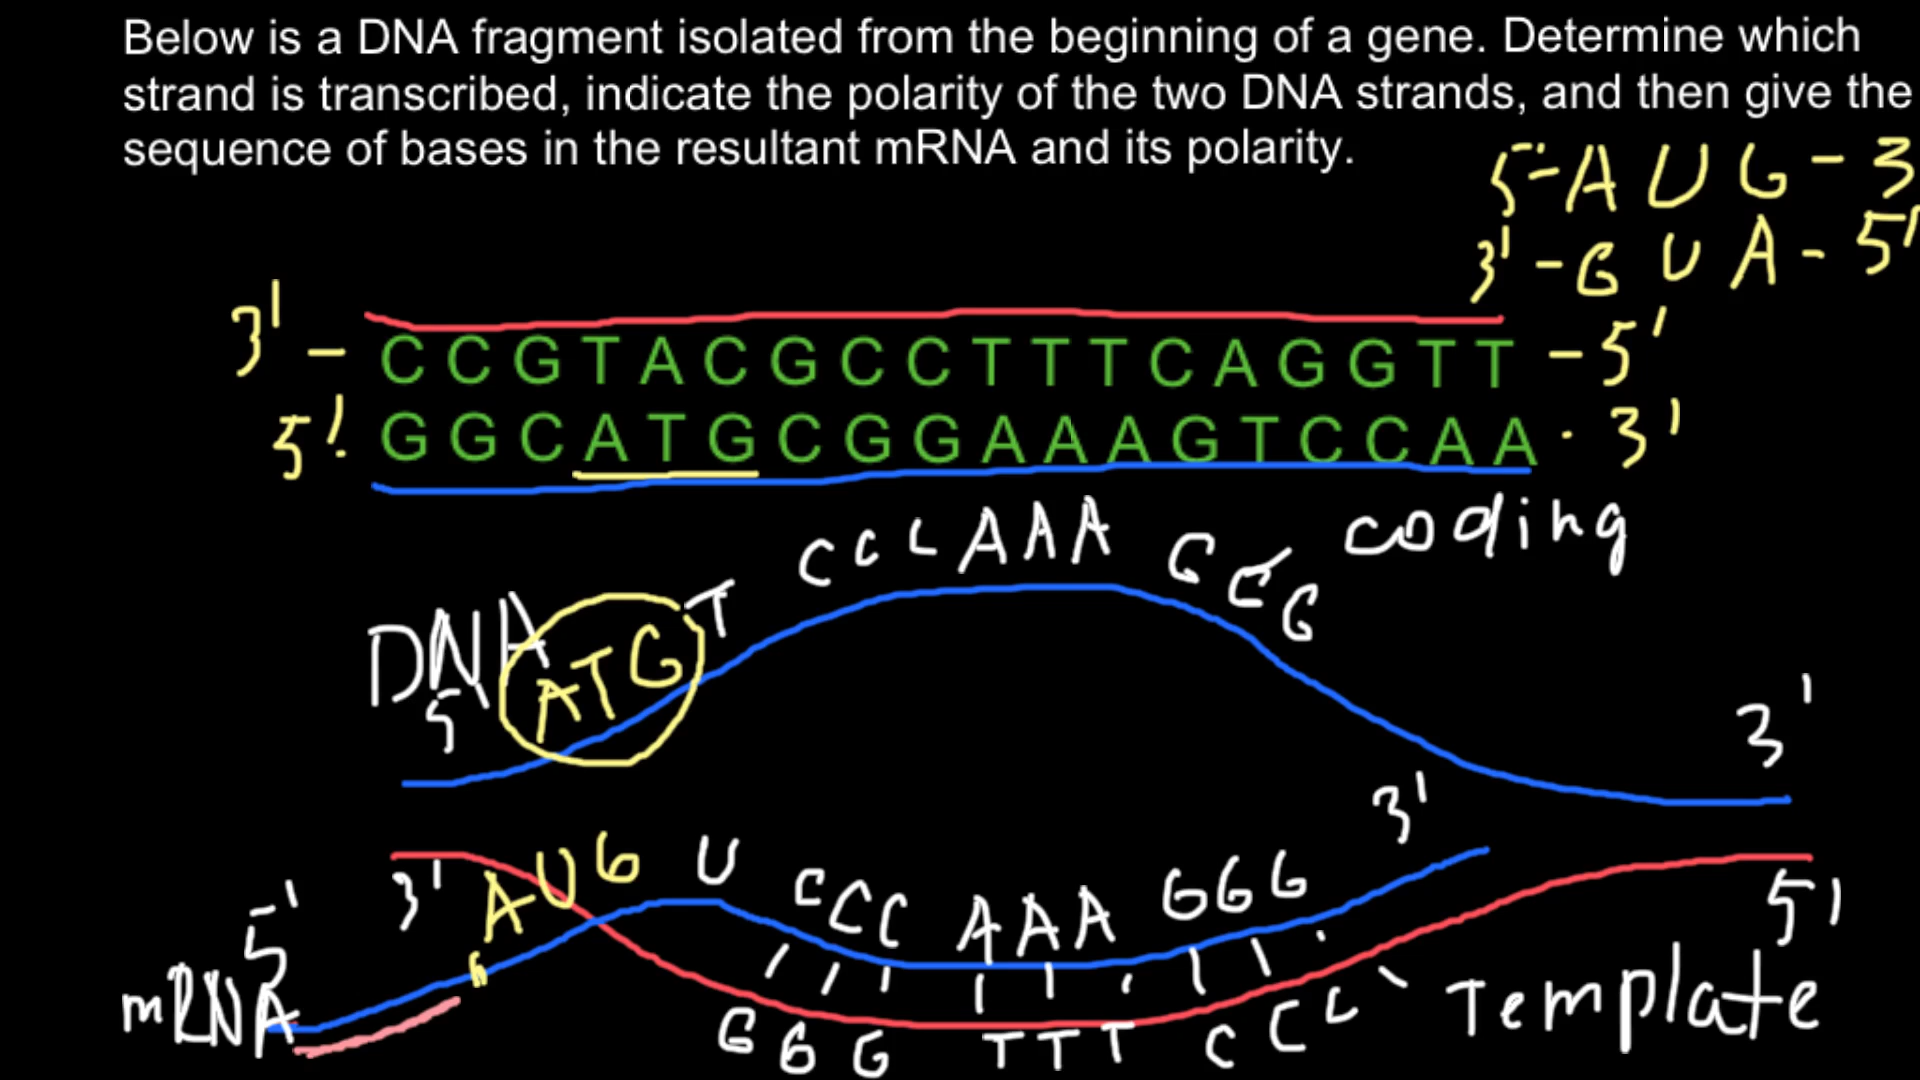 Below is a DNA fragment isolated from the beginning of a gene. Determine which
strand is transcribed, indicate the polarity of the two DNA strands, and then give the
sequence of bases in the resultant mRNA and its polarity.
5'-AUG-3
3'-GUA-5'
3'-CCGTACGCCTTTCAGGTT-5'
5' GGCATGCGGAAAGTCCAA-3'
CCCAAA GCG coding
DNA ATG T
5 3'
3'
5' 3' AUG U CCC AAA GGG 5'
mRNA Template
GGG TTT CCC